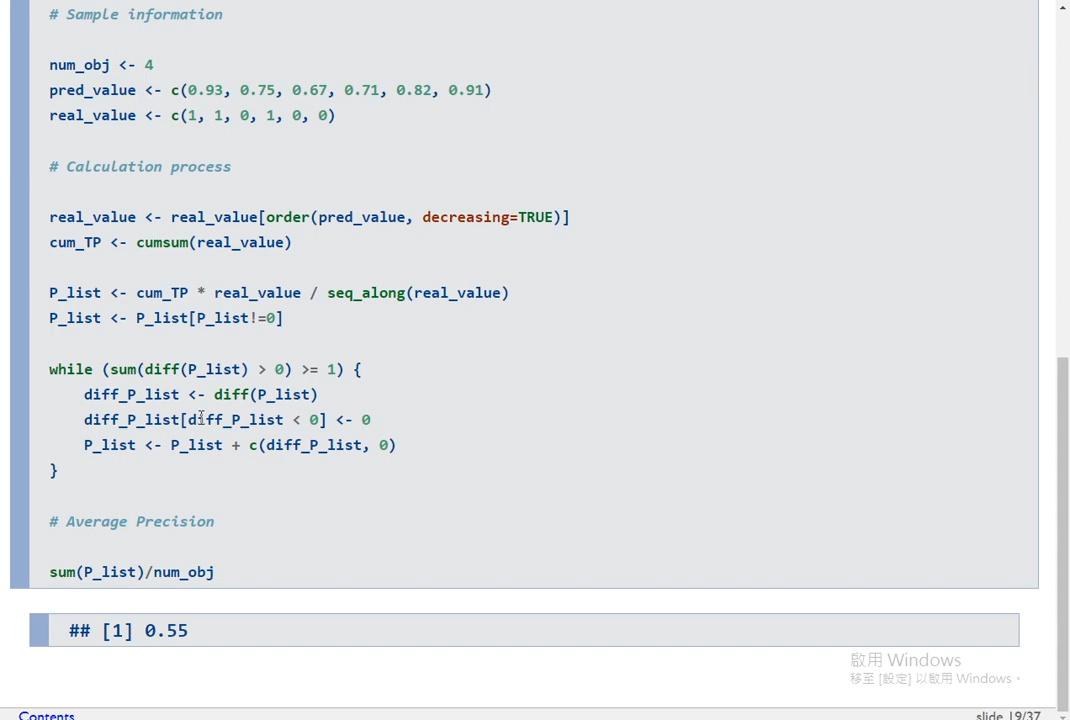 # Sample information
num_obj <- 4
pred_value <- c(0.93, 0.75, 0.67, 0.71, 0.82, 0.91)
real_value <- c(1, 1, 0, 1, 0, 0)
# Calculation process
real_value <- real_value[order(pred_value, decreasing=TRUE)]
cum_TP <- cumsum(real_value)
P_list <- cum_TP * real_value / seq_along(real_value)
P_list <- P_list[P_list!=0]
while (sum(diff(P_list) > 0) >= 1) {
    diff_P_list <- diff(P_list)
    diff_P_list[diff_P_list < 0] <- 0
    P_list <- P_list + c(diff_P_list, 0)
}
# Average Precision
sum(P_list)/num_obj
## [1] 0.55
啟用 Windows
移至 [設定] 以啟用 Windows。
Contents
slide 19/37